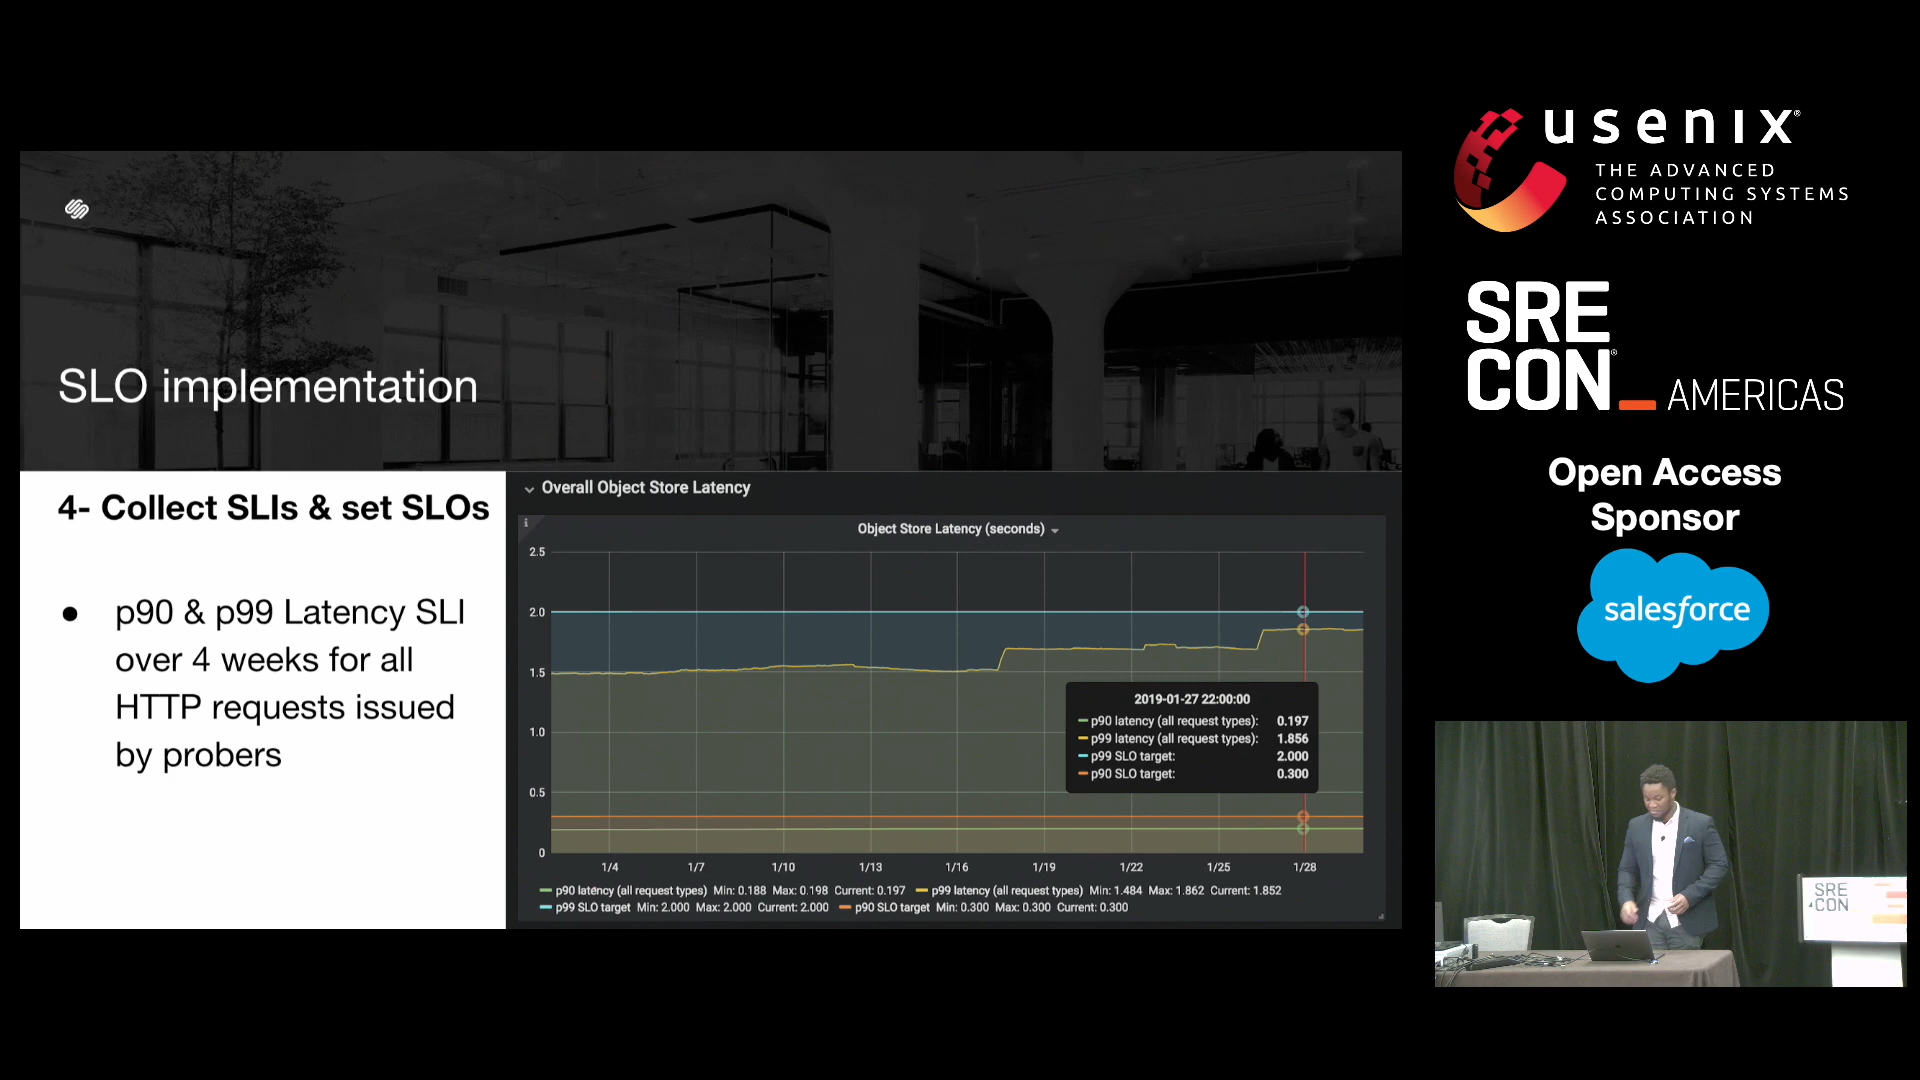 SLO implementation
4- Collect SLIs & set SLOs
● p90 & p99 Latency SLI
over 4 weeks for all
HTTP requests issued
by probers
Overall Object Store Latency
i
Object Store Latency (seconds)
2.5
2.0
1.5
1.0
0.5
0
1/4 1/7 1/10 1/13 1/16 1/19 1/22 1/25 1/28
2019-01-27 22:00:00
p90 latency (all request types): 0.197
p99 latency (all request types): 1.856
p99 SLO target: 2.000
p90 SLO target: 0.300
p90 latency (all request types) Min: 0.188 Max: 0.198 Current: 0.197 p99 latency (all request types) Min: 1.484 Max: 1.862 Current: 1.852
p99 SLO target Min: 2.000 Max: 2.000 Current: 2.000 p90 SLO target Min: 0.300 Max: 0.300 Current: 0.300
usenix®
THE ADVANCED
COMPUTING SYSTEMS
ASSOCIATION
SRE
CON®_AMERICAS
Open Access
Sponsor
salesforce
SRE
CON